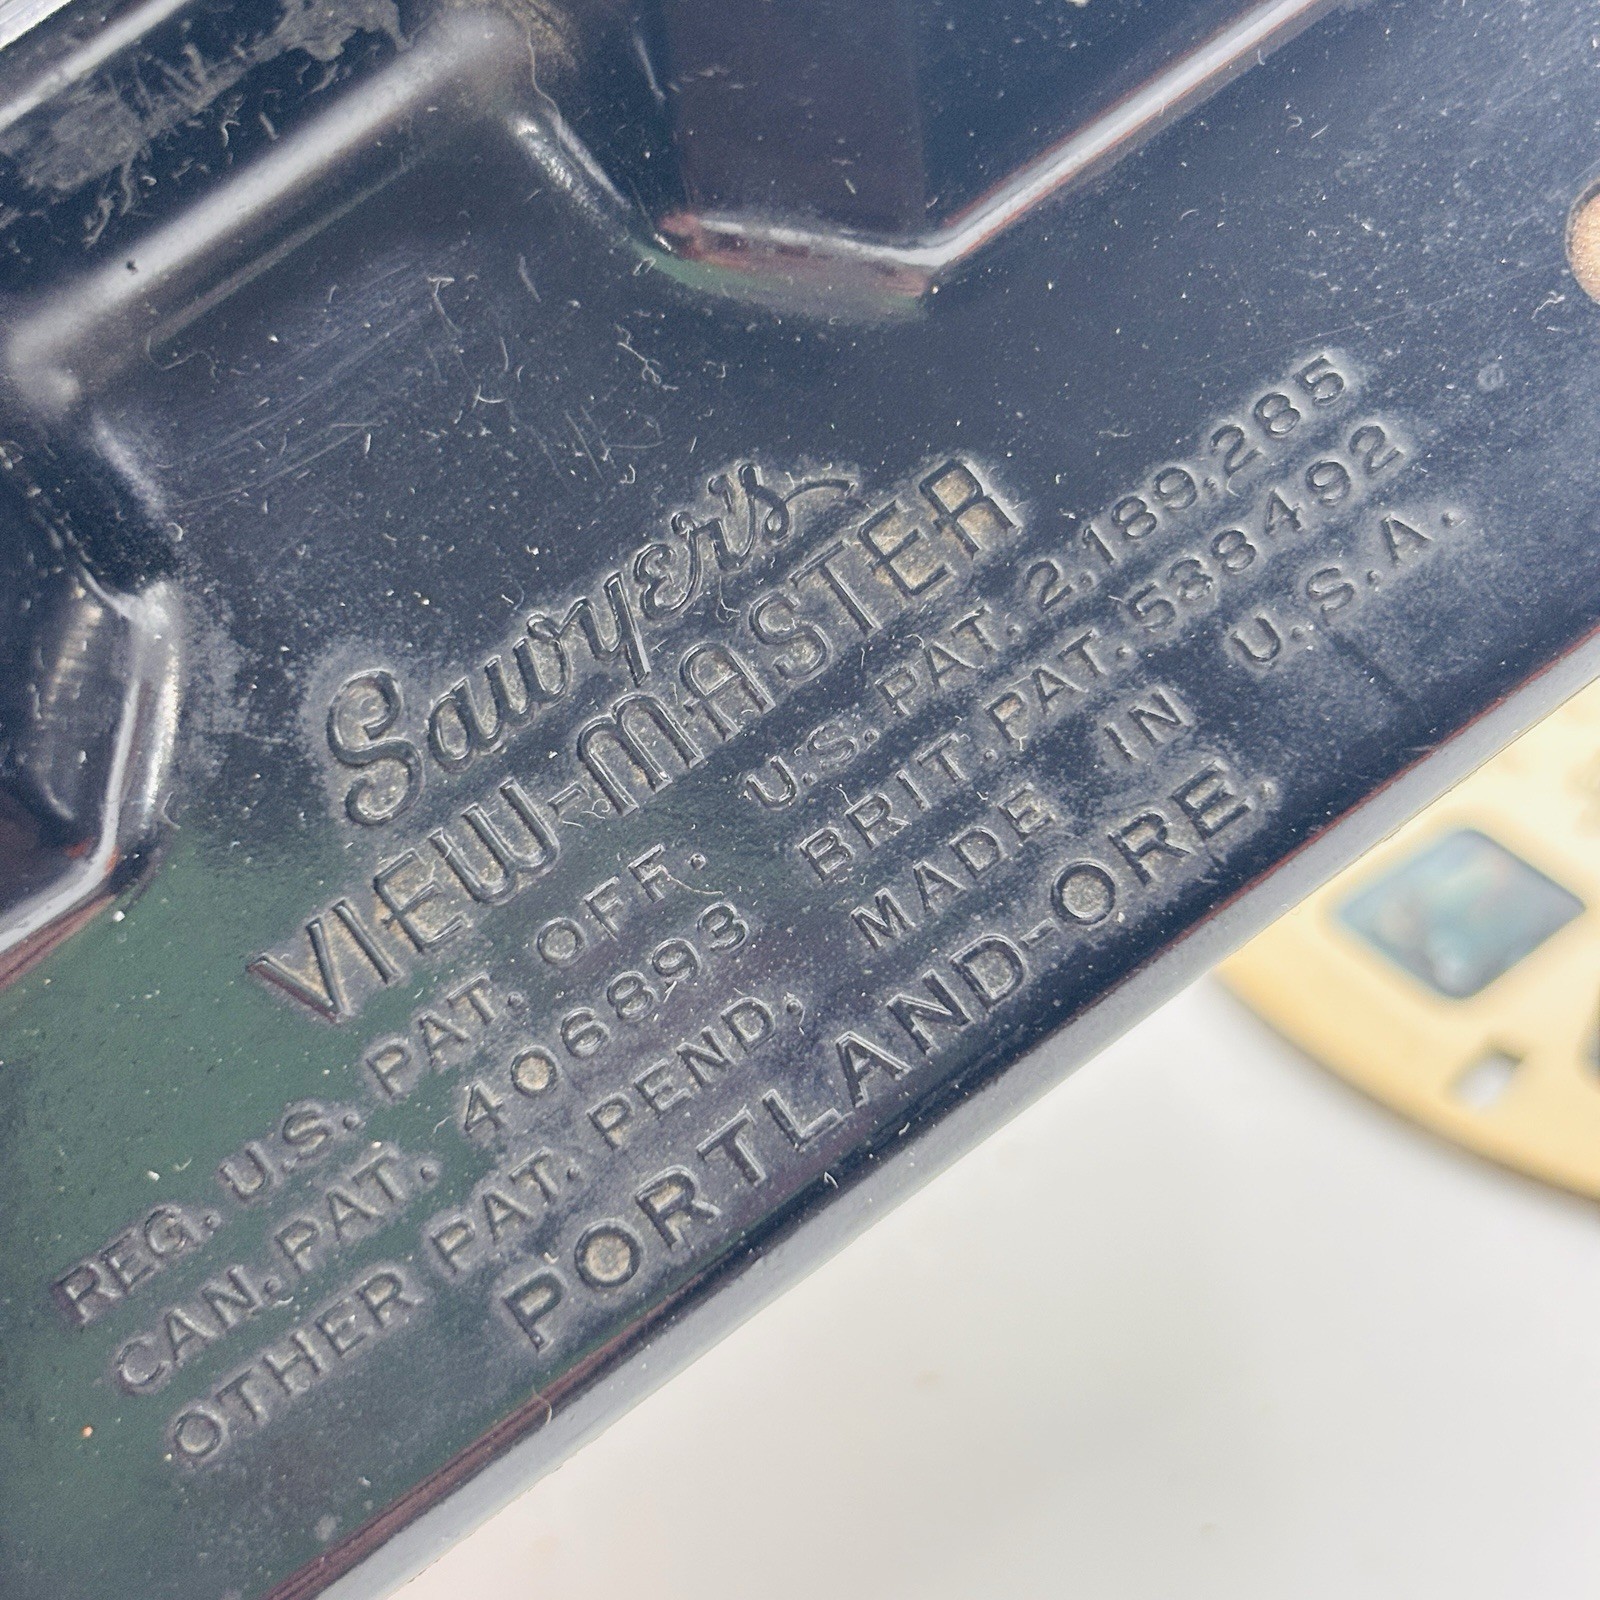 Sawyer's
VIEW-MASTER
REG. U.S. PAT. OFF. U.S. PAT. 2,189,285
CAN. PAT. 406893 BRIT. PAT. 538492
OTHER PAT. PEND, MADE IN U.S.A.
PORTLAND-ORE.